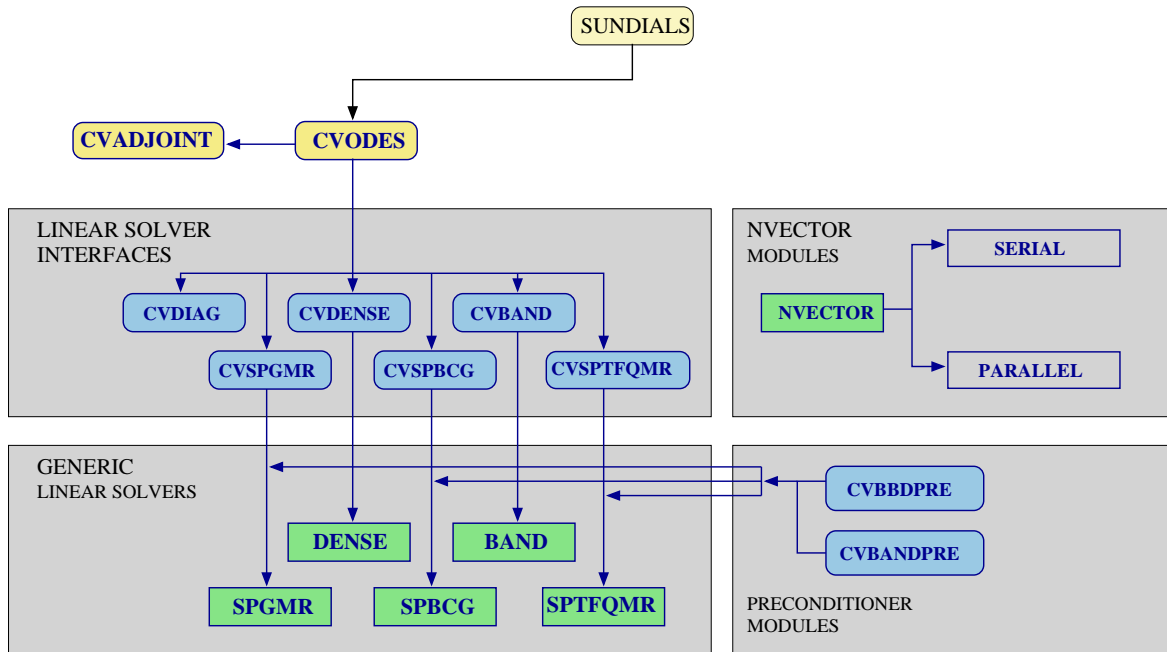 SUNDIALS
CVADJOINT
CVODES
LINEAR SOLVER
INTERFACES
CVDIAG
CVDENSE
CVBAND
CVSPGMR
CVSPBCG
CVSPTFQMR
NVECTOR
MODULES
SERIAL
NVECTOR
PARALLEL
GENERIC
LINEAR SOLVERS
DENSE
BAND
SPGMR
SPBCG
SPTFQMR
CVBBDPRE
CVBANDPRE
PRECONDITIONER
MODULES